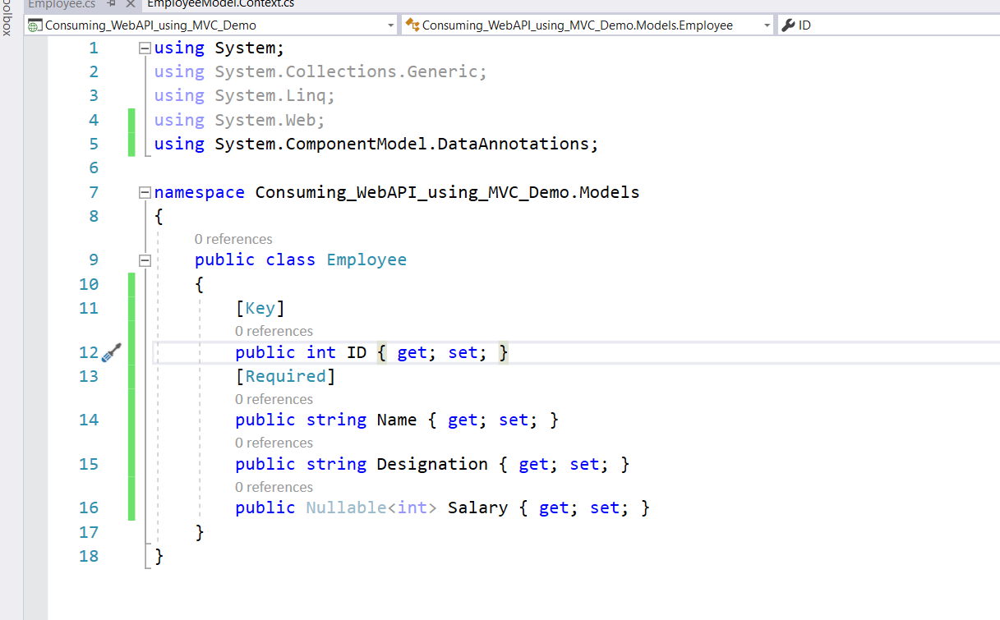 Employee.cs EmployeeModel.Context.cs
Consuming_WebAPI_using_MVC_Demo Consuming_WebAPI_using_MVC_Demo.Models.Employee ID
1 using System;
2 using System.Collections.Generic;
3 using System.Linq;
4 using System.Web;
5 using System.ComponentModel.DataAnnotations;
6
7 namespace Consuming_WebAPI_using_MVC_Demo.Models
8 {
0 references
9 public class Employee
10 {
11 [Key]
0 references
12 public int ID { get; set; }
13 [Required]
0 references
14 public string Name { get; set; }
0 references
15 public string Designation { get; set; }
0 references
16 public Nullable<int> Salary { get; set; }
17 }
18 }